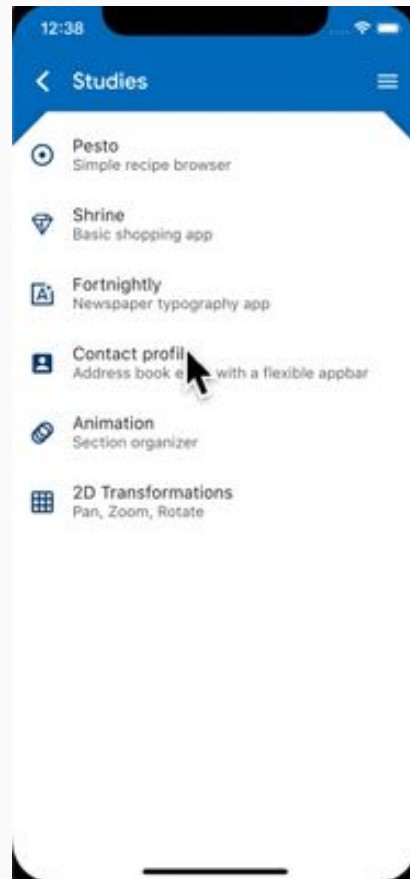 12:38
Studies
Pesto
Simple recipe browser
Shrine
Basic shopping app
Fortnightly
Newspaper typography app
Contact profil
Address book e with a flexible appbar
Animation
Section organizer
2D Transformations
Pan, Zoom, Rotate